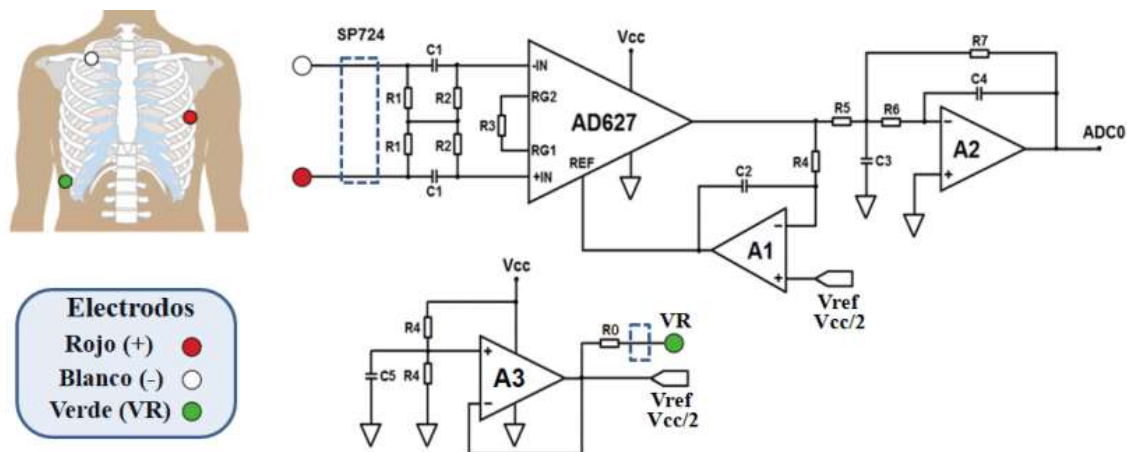 SP724
C1
R1
R2
R1
R2
C1
R3
-IN
RG2
RG1
REF
+IN
AD627
Vcc
R4
C2
A1
Vref
Vcc/2
R5
R6
R7
C4
C3
A2
ADC0
Electrodos
Rojo (+)
Blanco (-)
Verde (VR)
Vcc
R4
R4
C5
A3
R0
VR
Vref
Vcc/2